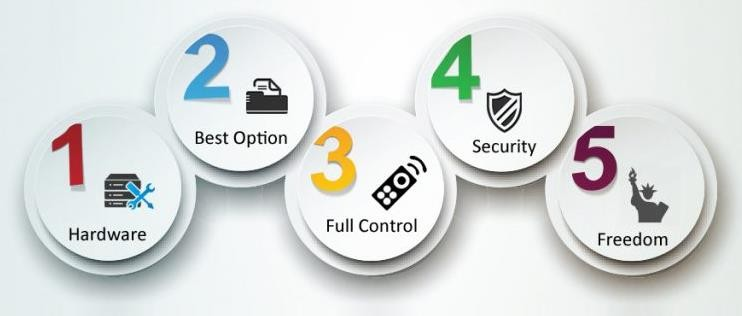 1
Hardware
2
Best Option
3
Full Control
4
Security
5
Freedom